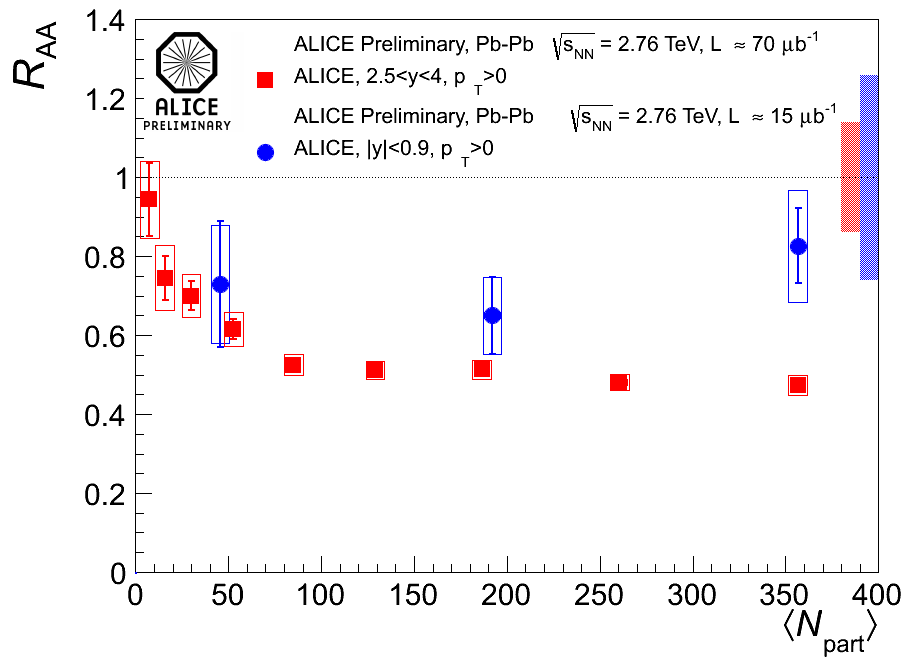 R_AA
1.4
1.2
1
0.8
0.6
0.4
0.2
0
ALICE
PRELIMINARY
ALICE Preliminary, Pb-Pb √s_NN = 2.76 TeV, L ≈ 70 μb⁻¹
ALICE, 2.5<y<4, p_T>0
ALICE Preliminary, Pb-Pb √s_NN = 2.76 TeV, L ≈ 15 μb⁻¹
ALICE, |y|<0.9, p_T>0
0 50 100 150 200 250 300 350 400
⟨N_part⟩